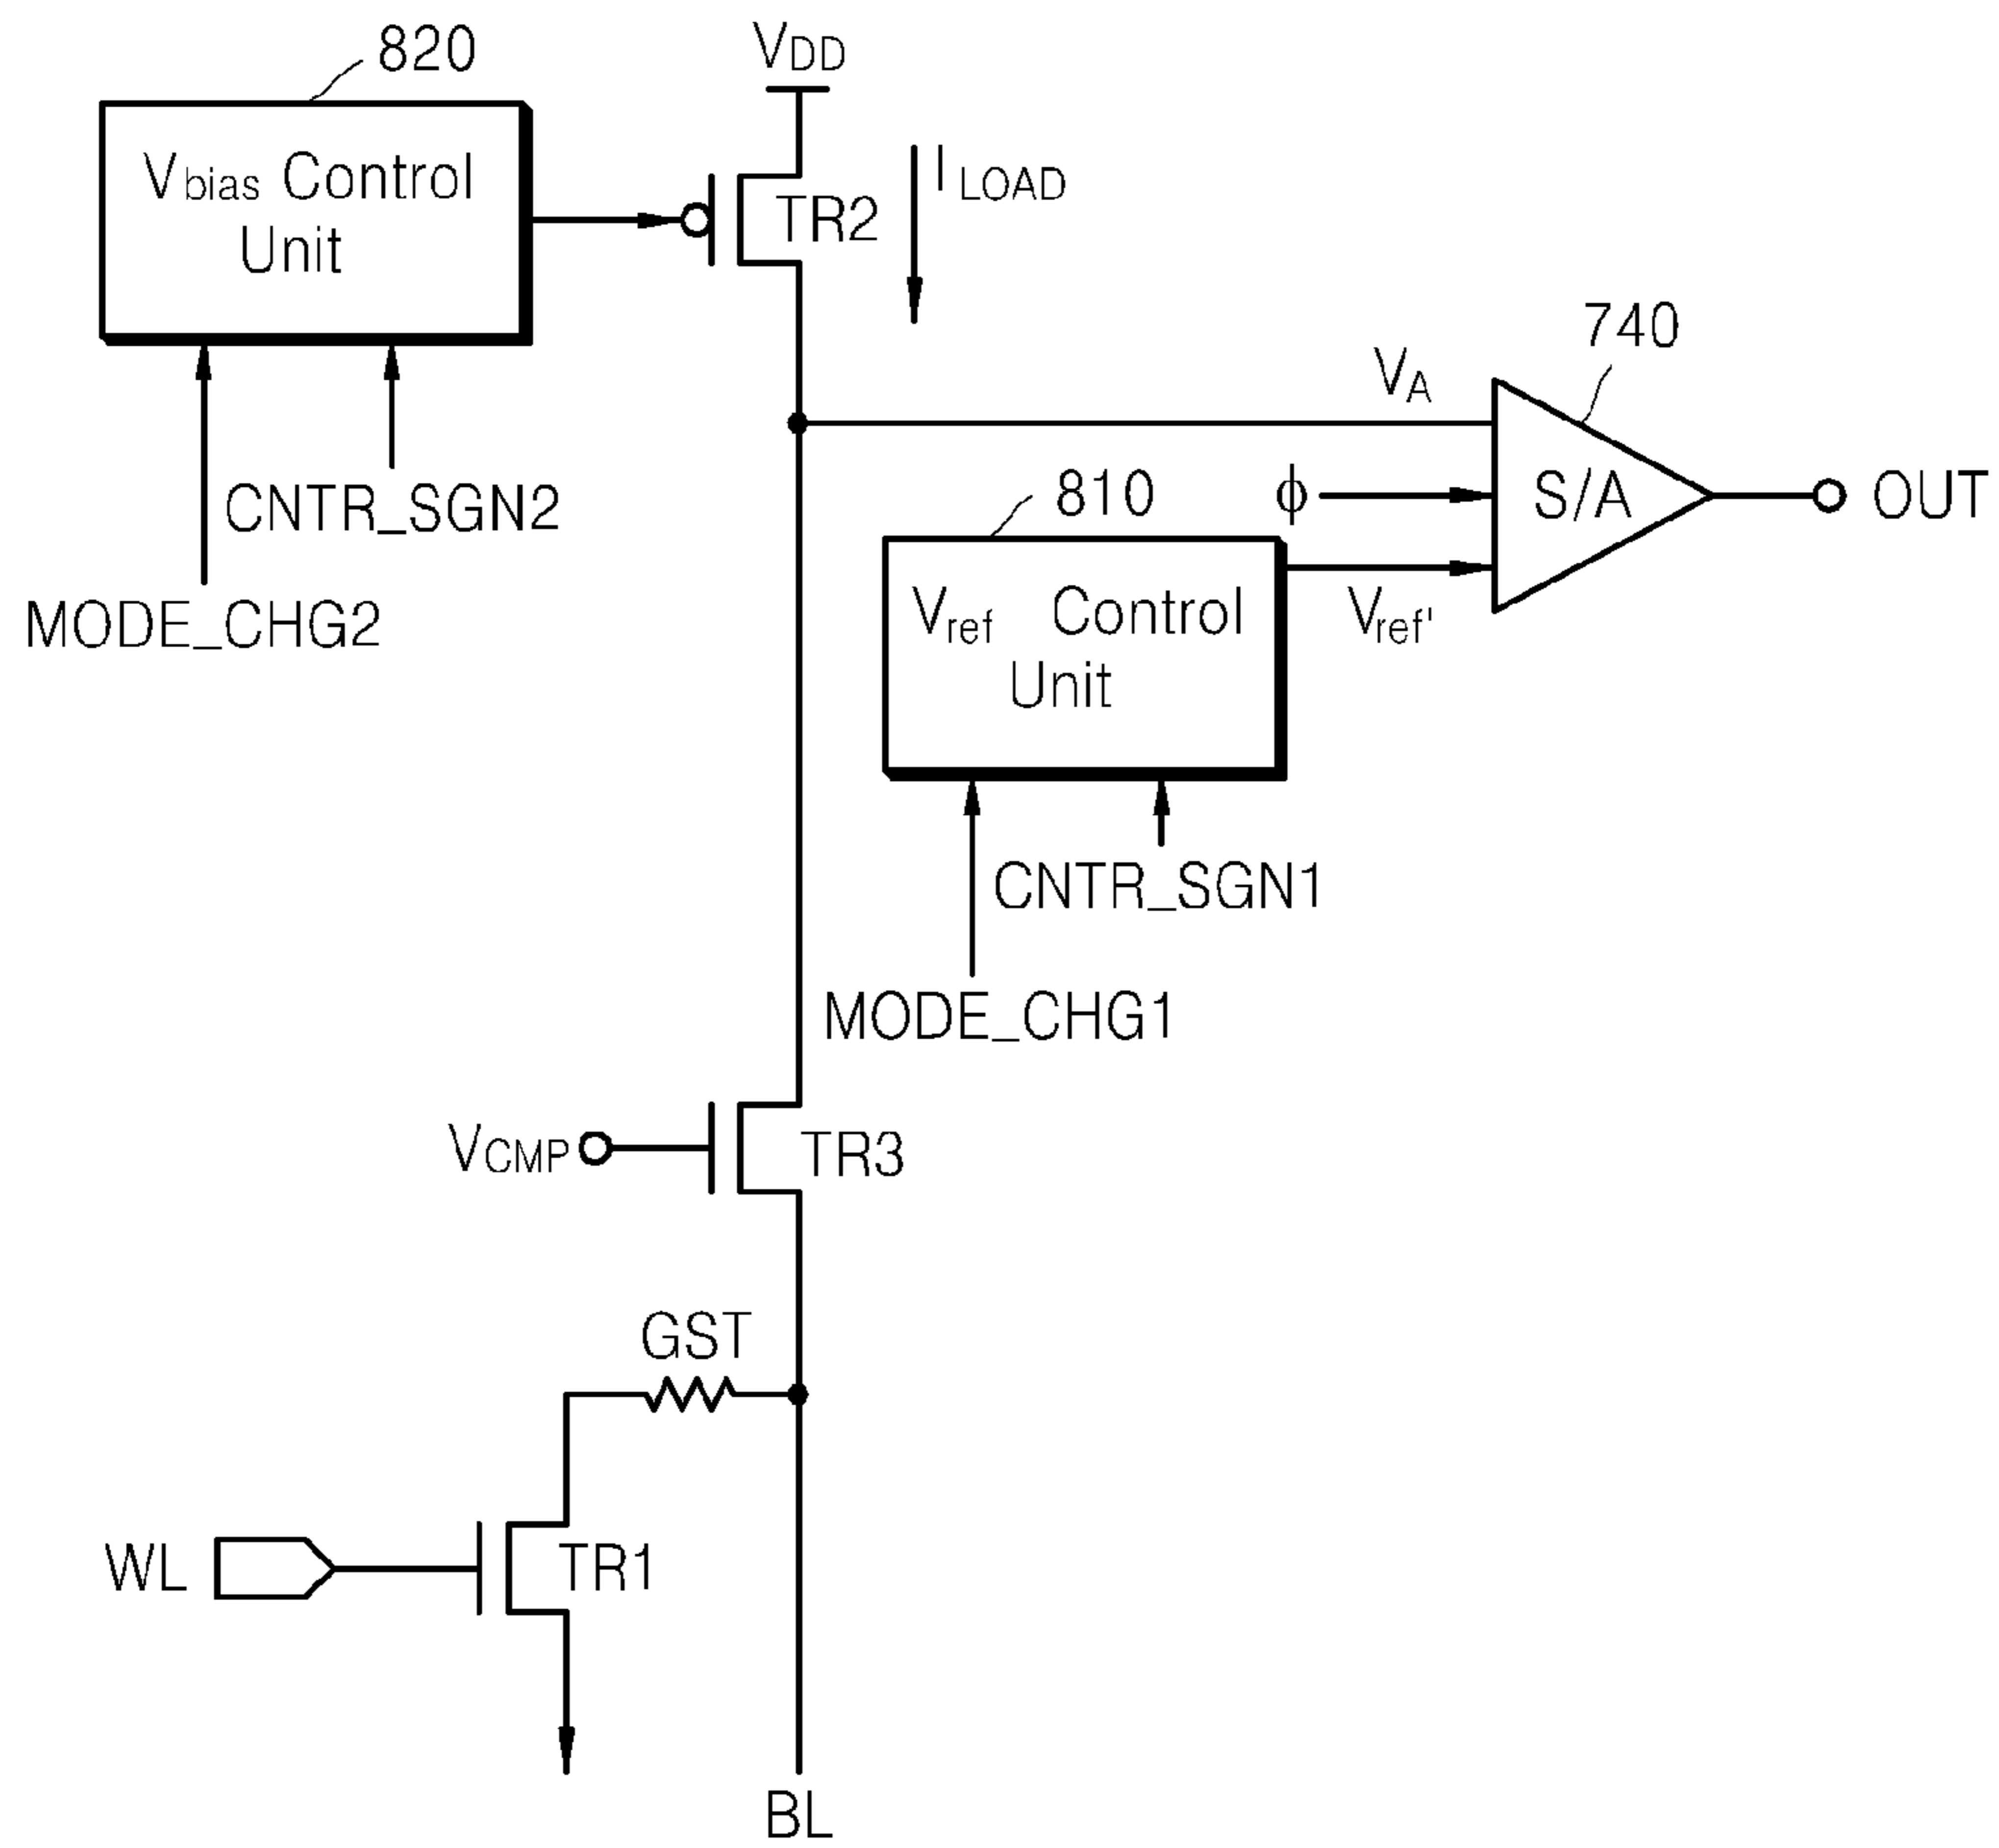 820
VDD
Vbias Control
Unit
TR2
ILOAD
740
VA
CNTR_SGN2
810
ϕ
S/A
OUT
MODE_CHG2
Vref Control
Unit
Vref'
CNTR_SGN1
MODE_CHG1
VCMP
TR3
GST
WL
TR1
BL